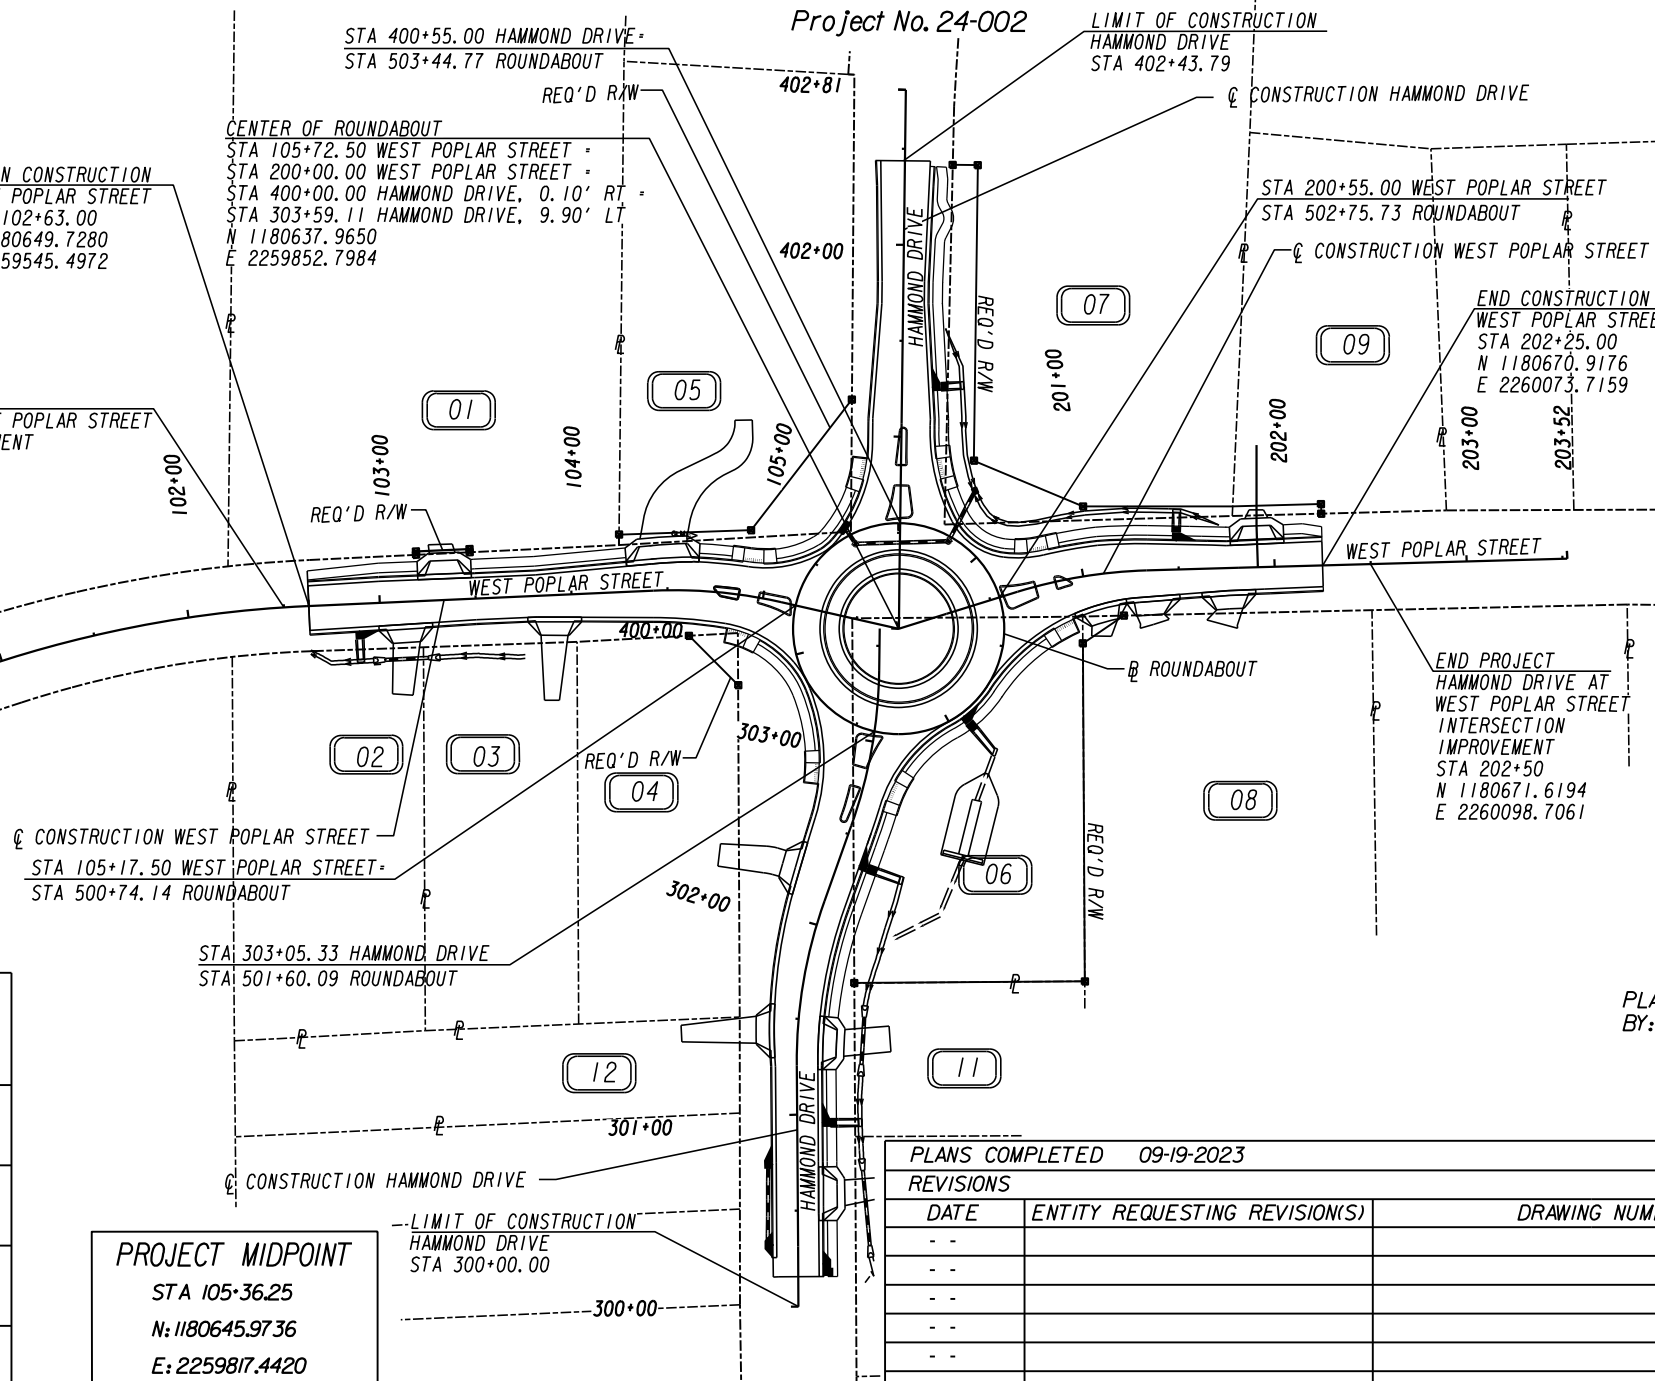 Project No. 24-002
STA 400+55.00 HAMMOND DRIVE=
STA 503+44.77 ROUNDABOUT
REQ'D R/W
402+81
LIMIT OF CONSTRUCTION
HAMMOND DRIVE
STA 402+43.79
℄ CONSTRUCTION HAMMOND DRIVE
CENTER OF ROUNDABOUT
STA 105+72.50 WEST POPLAR STREET =
STA 200+00.00 WEST POPLAR STREET =
STA 400+00.00 HAMMOND DRIVE, 0.10' RT =
STA 303+59.11 HAMMOND DRIVE, 9.90' LT
N 1180637.9650
E 2259852.7984
N CONSTRUCTION
POPLAR STREET
102+63.00
80649.7280
59545.4972
402+00
HAMMOND DRIVE
REQ'D R/W
STA 200+55.00 WEST POPLAR STREET
STA 502+75.73 ROUNDABOUT
℄ CONSTRUCTION WEST POPLAR STREET
END CONSTRUCTION
WEST POPLAR STREE
STA 202+25.00
N 1180670.9176
E 2260073.7159
07
09
05
01
T POPLAR STREET
ENT
102+00
103+00
104+00
105+00
201+00
202+00
203+00
203+52
REQ'D R/W
WEST POPLAR STREET
WEST POPLAR STREET
400+00
303+00
REQ'D R/W
B ROUNDABOUT
END PROJECT
HAMMOND DRIVE AT
WEST POPLAR STREET
INTERSECTION
IMPROVEMENT
STA 202+50
N 1180671.6194
E 2260098.7061
02
03
04
08
06
REQ'D R/W
℄ CONSTRUCTION WEST POPLAR STREET
STA 105+17.50 WEST POPLAR STREET=
STA 500+74.14 ROUNDABOUT
302+00
STA 303+05.33 HAMMOND DRIVE
STA 501+60.09 ROUNDABOUT
PLA
BY:
12
11
HAMMOND DRIVE
301+00
℄ CONSTRUCTION HAMMOND DRIVE
LIMIT OF CONSTRUCTION
HAMMOND DRIVE
STA 300+00.00
300+00
PROJECT MIDPOINT
STA 105+36.25
N: 1180645.9736
E: 2259817.4420
PLANS COMPLETED 09-19-2023
REVISIONS
DATE ENTITY REQUESTING REVISION(S) DRAWING NUM
- -
- -
- -
- -
- -